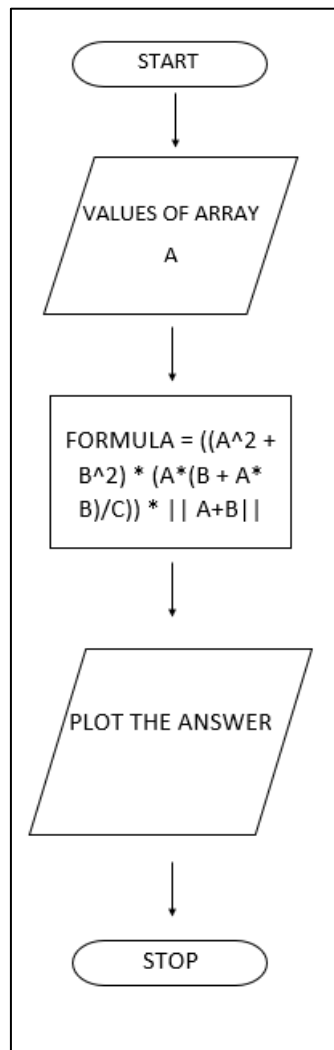 START
VALUES OF ARRAY
A
FORMULA = ((A^2 +
B^2) * (A*(B + A*
B)/C)) * || A+B||
PLOT THE ANSWER
STOP